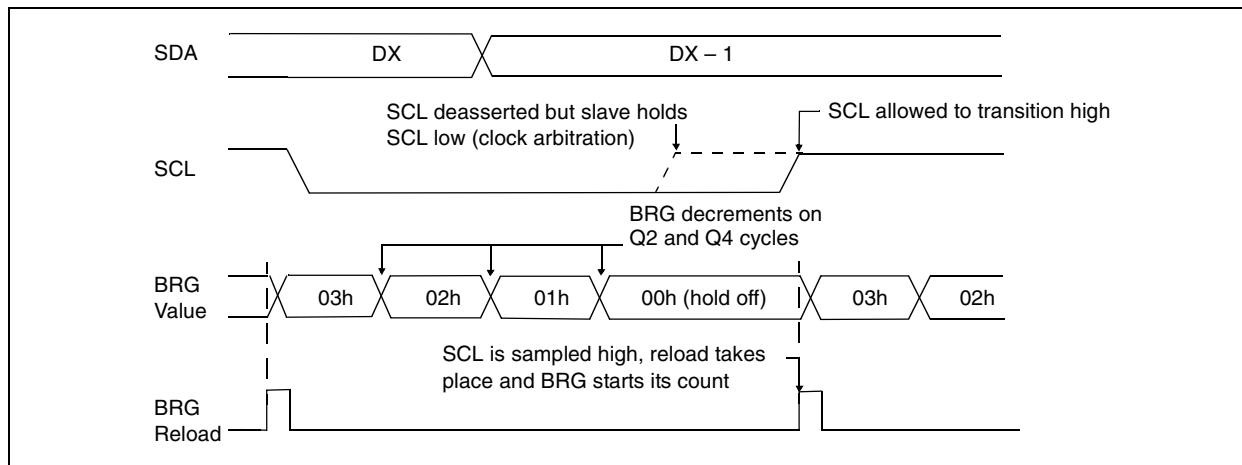 SDA
DX
DX – 1
SCL deasserted but slave holds
SCL low (clock arbitration)
SCL allowed to transition high
SCL
BRG decrements on
Q2 and Q4 cycles
BRG
Value
03h
02h
01h
00h (hold off)
03h
02h
SCL is sampled high, reload takes
place and BRG starts its count
BRG
Reload